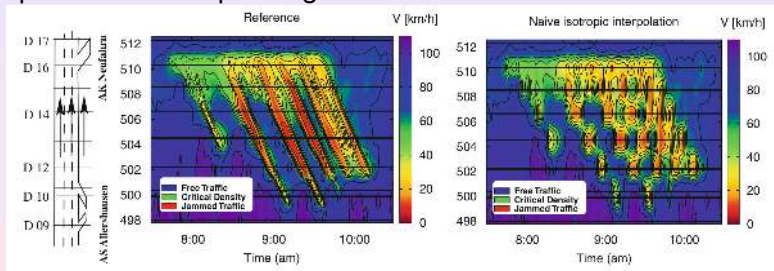 Reference
V [km/h]
Naive isotropic interpolation
V [km/h]
D 17
D 16
D 14
D 12
D 10
D 09
AK Neufahrn
AS Allershausen
512
510
508
506
504
502
500
498
Free Traffic
Critical Density
Jammed Traffic
8:00
9:00
10:00
Time (am)
100
80
60
40
20
0
512
510
508
506
504
502
500
498
Free Traffic
Critical Density
Jammed Traffic
8:00
9:00
10:00
Time (am)
100
80
60
40
20
0